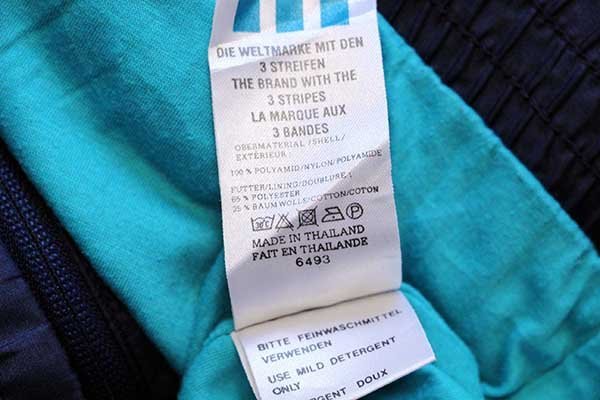 DIE WELTMARKE MIT DEN
3 STREIFEN
THE BRAND WITH THE
3 STRIPES
LA MARQUE AUX
3 BANDES
OBERMATERIAL/SHELL/
EXTÉRIEUR:
100 % POLYAMID/NYLON/POLYAMIDE
FUTTER/LINING/DOUBLURE:
65 % POLYESTER
25 % BAUMWOLLE/COTTON/COTON
MADE IN THAILAND
FAIT EN THAILANDE
6493
BITTE FEINWASCHMITTEL
VERWENDEN
USE MILD DETERGENT
ONLY
DOUX